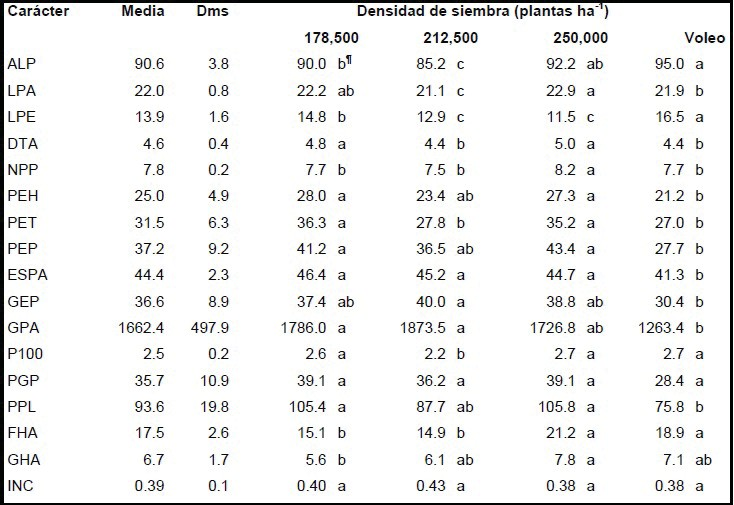 Carácter Media Dms Densidad de siembra (plantas ha-1)
178,500 212,500 250,000 Voleo
ALP 90.6 3.8 90.0 b¶ 85.2 c 92.2 ab 95.0 a
LPA 22.0 0.8 22.2 ab 21.1 c 22.9 a 21.9 b
LPE 13.9 1.6 14.8 b 12.9 c 11.5 c 16.5 a
DTA 4.6 0.4 4.8 a 4.4 b 5.0 a 4.4 b
NPP 7.8 0.2 7.7 b 7.5 b 8.2 a 7.7 b
PEH 25.0 4.9 28.0 a 23.4 ab 27.3 a 21.2 b
PET 31.5 6.3 36.3 a 27.8 b 35.2 a 27.0 b
PEP 37.2 9.2 41.2 a 36.5 ab 43.4 a 27.7 b
ESPA 44.4 2.3 46.4 a 45.2 a 44.7 a 41.3 b
GEP 36.6 8.9 37.4 ab 40.0 a 38.8 ab 30.4 b
GPA 1662.4 497.9 1786.0 a 1873.5 a 1726.8 ab 1263.4 b
P100 2.5 0.2 2.6 a 2.2 b 2.7 a 2.7 a
PGP 35.7 10.9 39.1 a 36.2 a 39.1 a 28.4 a
PPL 93.6 19.8 105.4 a 87.7 ab 105.8 a 75.8 b
FHA 17.5 2.6 15.1 b 14.9 b 21.2 a 18.9 a
GHA 6.7 1.7 5.6 b 6.1 ab 7.8 a 7.1 ab
INC 0.39 0.1 0.40 a 0.43 a 0.38 a 0.38 a